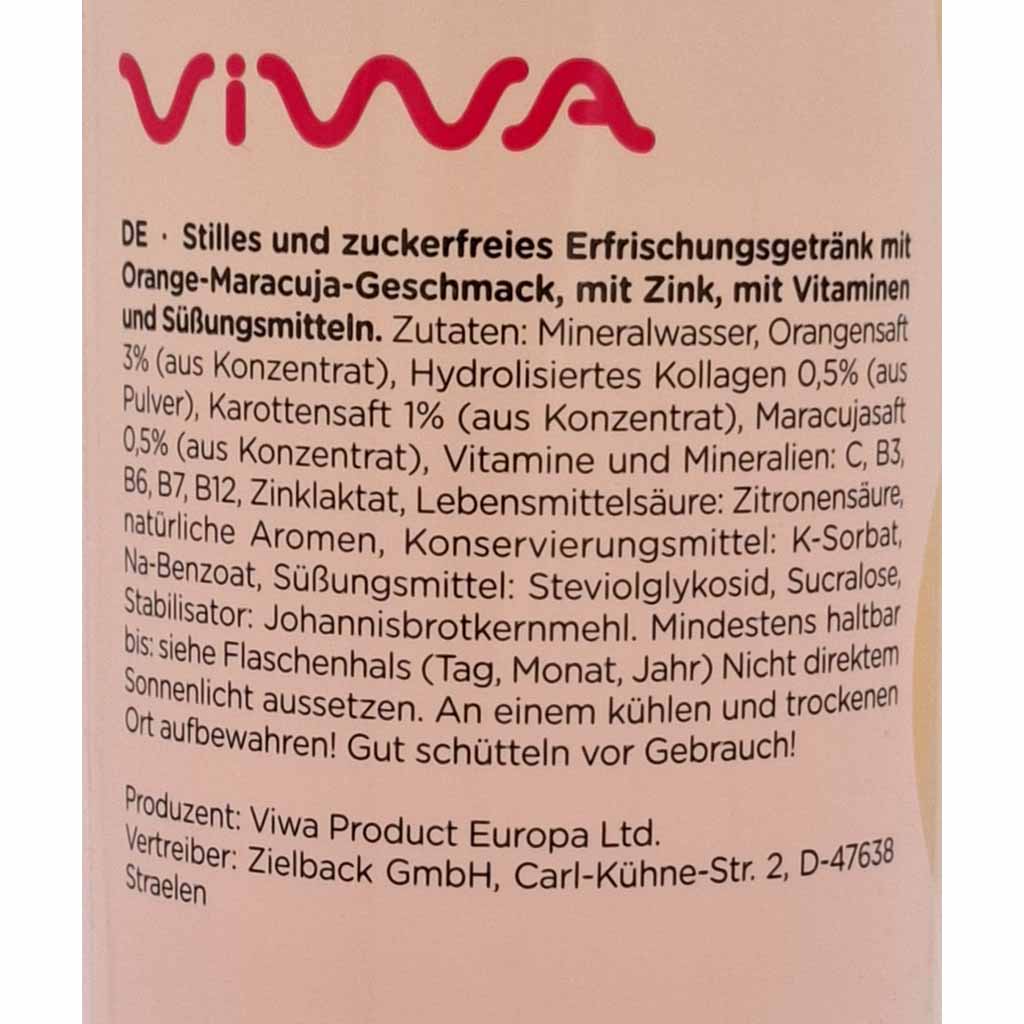 ViWA
DE · Stilles und zuckerfreies Erfrischungsgetränk mit
Orange-Maracuja-Geschmack, mit Zink, mit Vitaminen
und Süßungsmitteln. Zutaten: Mineralwasser, Orangensaft
3% (aus Konzentrat), Hydrolisiertes Kollagen 0,5% (aus
Pulver), Karottensaft 1% (aus Konzentrat), Maracujasaft
0,5% (aus Konzentrat), Vitamine und Mineralien: C, B3,
B6, B7, B12, Zinklaktat, Lebensmittelsäure: Zitronensäure,
natürliche Aromen, Konservierungsmittel: K-Sorbat,
Na-Benzoat, Süßungsmittel: Steviolglykosid, Sucralose,
Stabilisator: Johannisbrotkernmehl. Mindestens haltbar
bis: siehe Flaschenhals (Tag, Monat, Jahr) Nicht direktem
Sonnenlicht aussetzen. An einem kühlen und trockenen
Ort aufbewahren! Gut schütteln vor Gebrauch!
Produzent: Viwa Product Europa Ltd.
Vertreiber: Zielback GmbH, Carl-Kühne-Str. 2, D-47638
Straelen